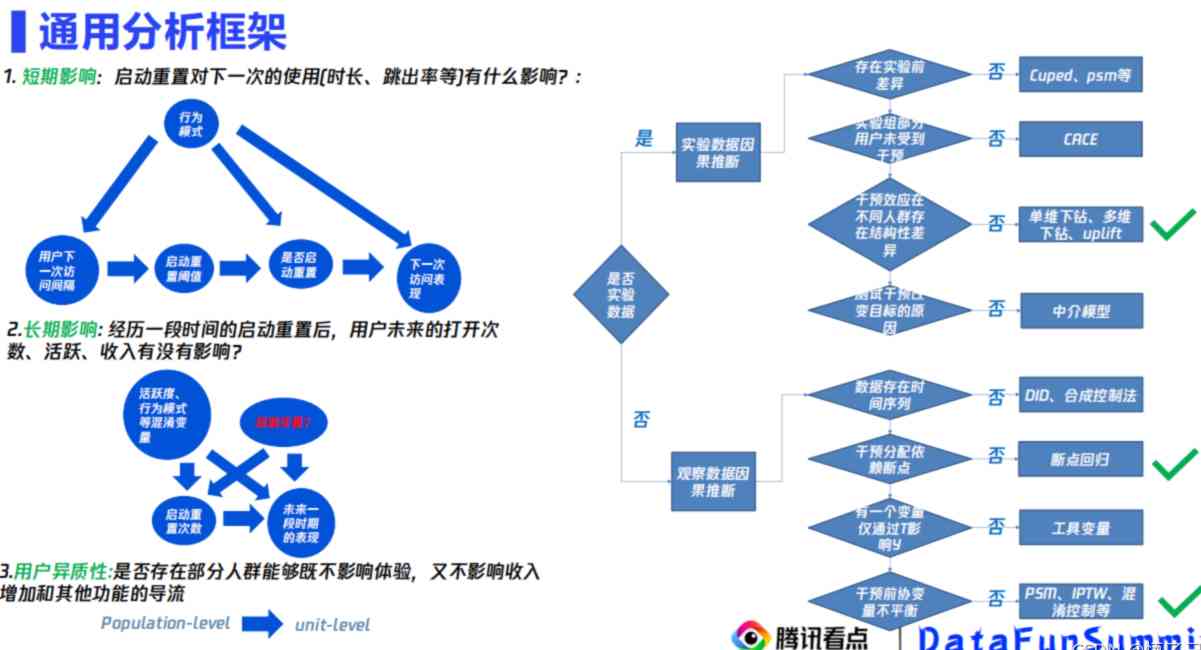 通用分析框架
1. 短期影响: 启动重置对下一次的使用(时长、跳出率等)有什么影响? :
行为
模式
用户下
一次访
问间隔
启动重
置阈值
是否启
动重置
下一次
访问表
现
2.长期影响: 经历一段时间的启动重置后，用户未来的打开次
数、活跃、收入有没有影响?
活跃度、
行为模式
等混淆变
量
启动重
置次数
未来一
段时期
的表现
3.用户异质性:是否存在部分人群能够既不影响体验，又不影响收入
增加和其他功能的导流
Population-level
unit-level
是否
实验
数据
是
实验数据因
果推断
存在实验前
差异
否
Cuped、psm等
实验组部分
用户未受到
干预
否
CACE
干预效应在
不同人群存
在结构性差
异
否
单维下钻、多维
下钻、uplift
测试干预改
变目标的原
因
否
中介模型
否
观察数据因
果推断
数据存在时
间序列
否
DID、合成控制法
干预分配依
赖断点
否
断点回归
有一个变量
仅通过T影
响Y
否
工具变量
干预前协变
量不平衡
否
PSM、IPTW、混
淆控制等
腾讯看点
DataFunSummi